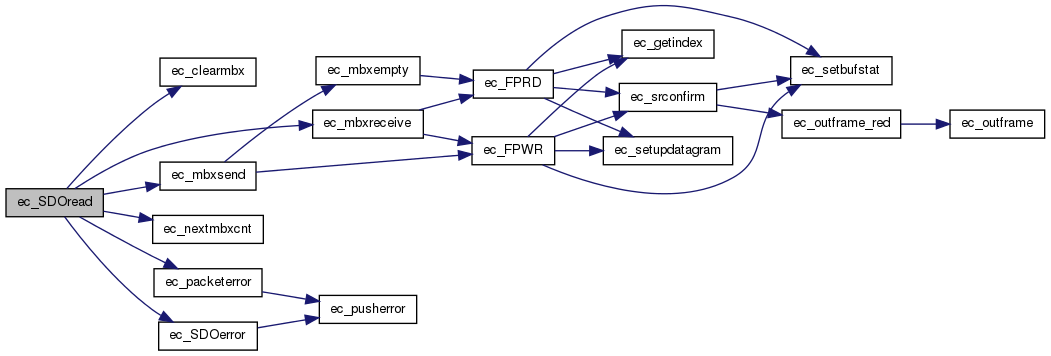 ec_SDOread
ec_clearmbx
ec_mbxreceive
ec_mbxsend
ec_nextmbxcnt
ec_packeterror
ec_SDOerror
ec_mbxempty
ec_pusherror
ec_FPRD
ec_FPWR
ec_getindex
ec_srconfirm
ec_setupdatagram
ec_setbufstat
ec_outframe_red
ec_outframe